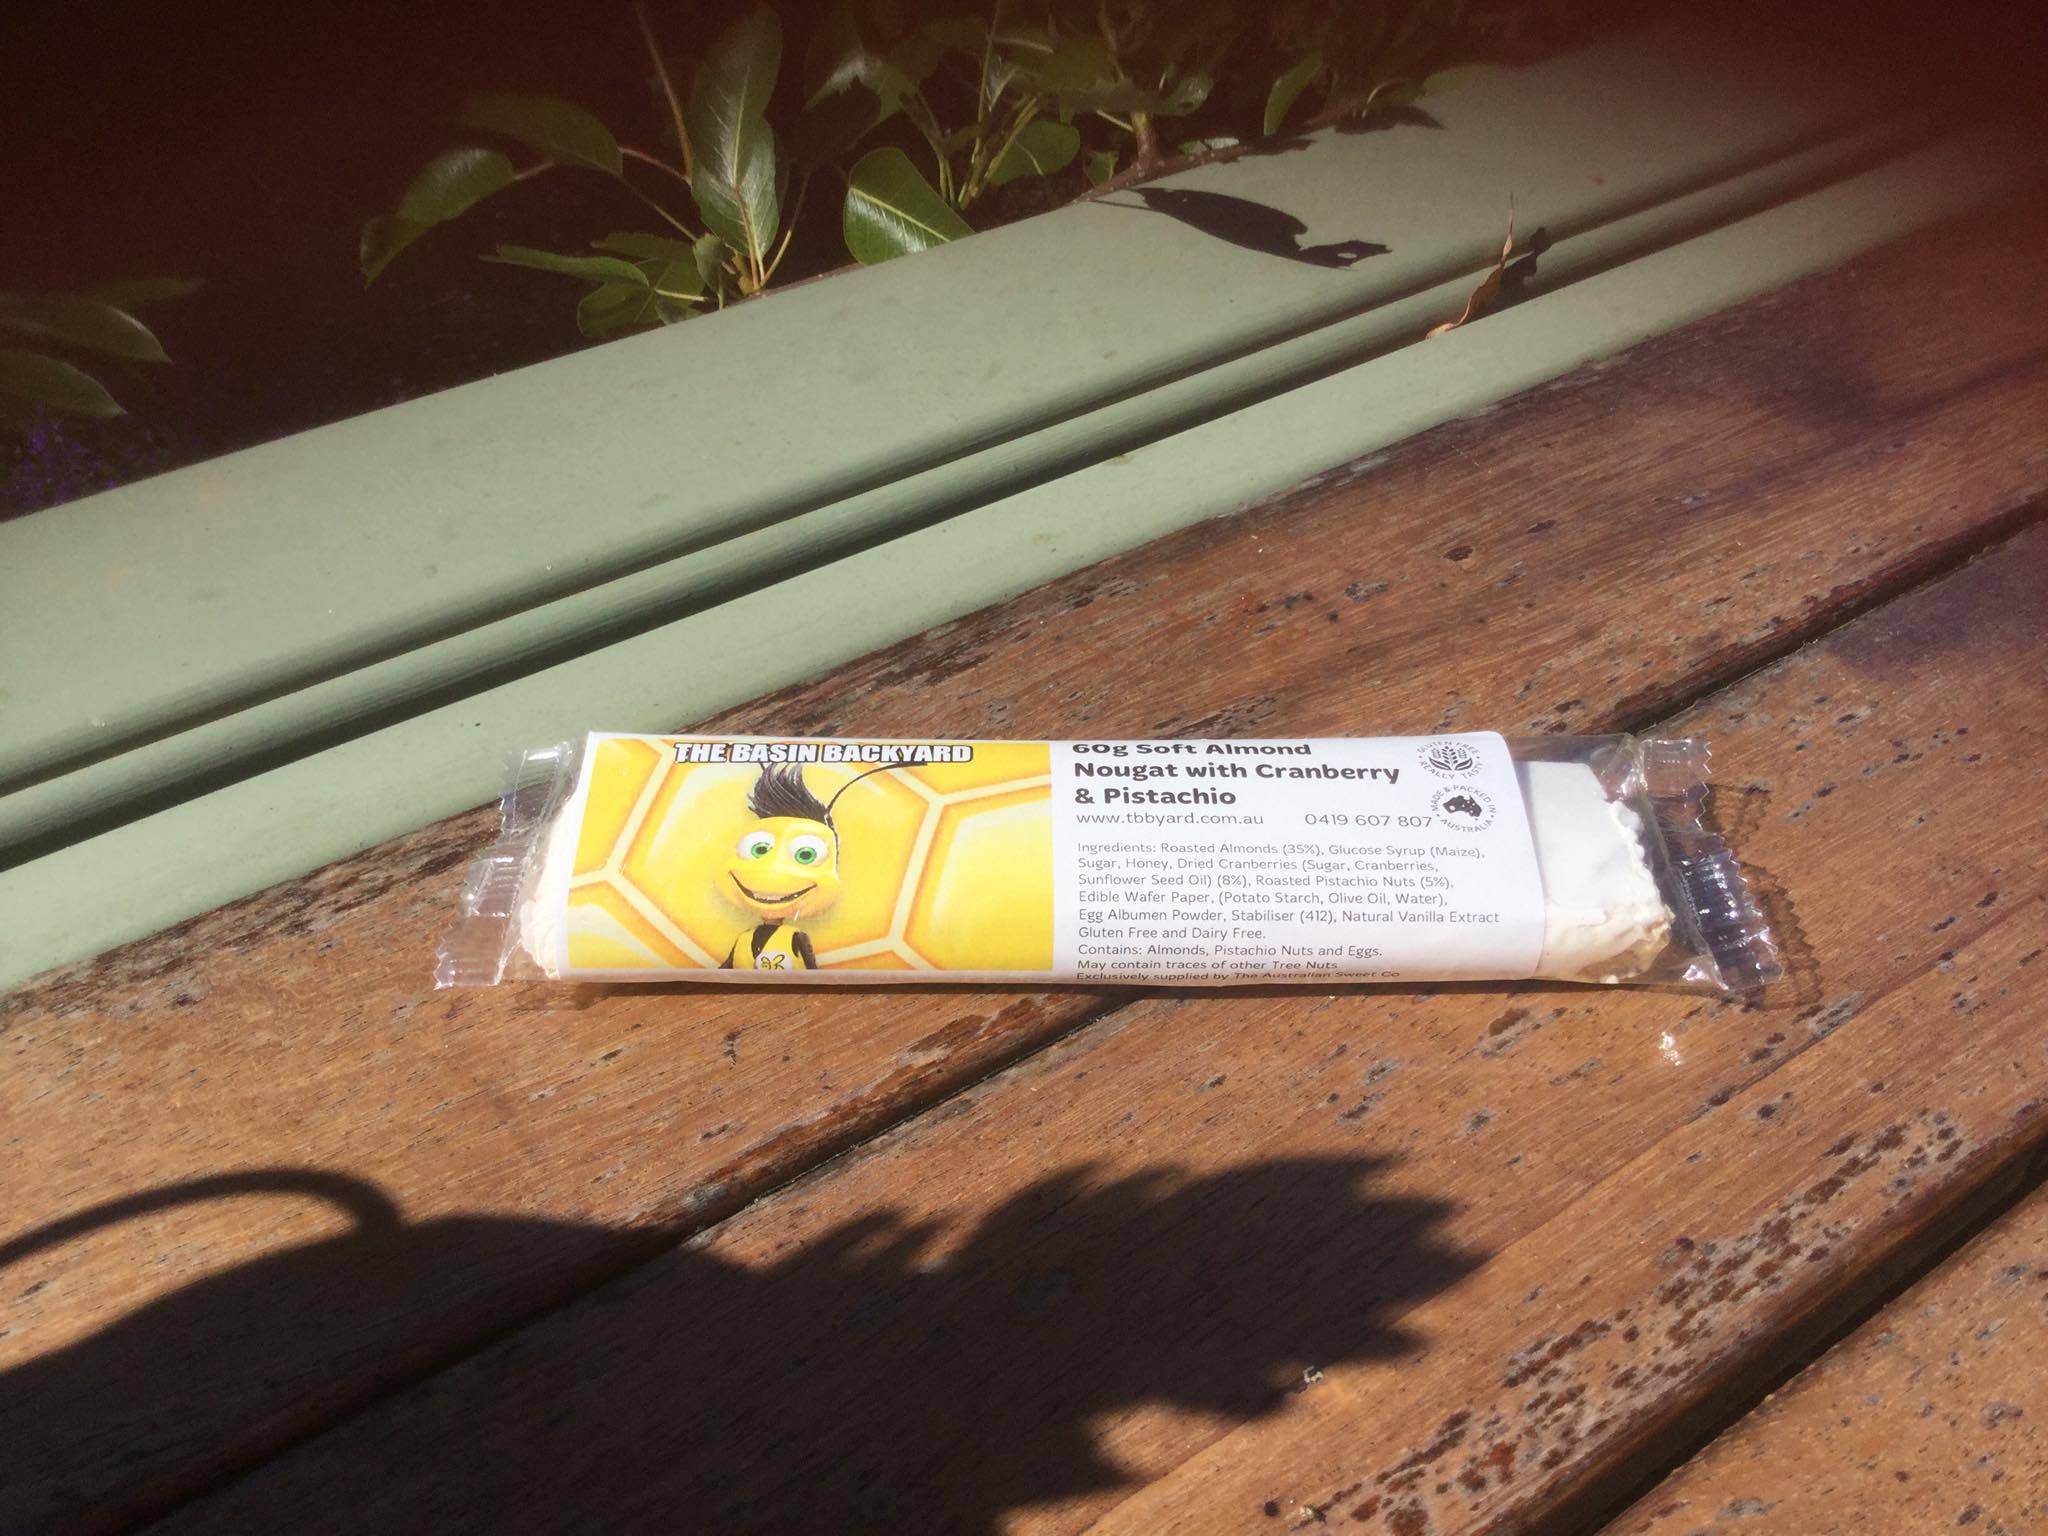 THE BASIN BACKYARD
60g Soft Almond
Nougat with Cranberry
& Pistachio
www.tbbyard.com.au 0419 607 807
GLUTEN FREE
REALLY TASTY
MADE & PACKED IN
AUSTRALIA
Ingredients: Roasted Almonds (35%), Glucose Syrup (Maize),
Sugar, Honey, Dried Cranberries (Sugar, Cranberries,
Sunflower Seed Oil) (8%), Roasted Pistachio Nuts (5%),
Edible Wafer Paper, (Potato Starch, Olive Oil, Water),
Egg Albumen Powder, Stabiliser (412), Natural Vanilla Extract
Gluten Free and Dairy Free.
Contains: Almonds, Pistachio Nuts and Eggs.
May contain traces of other Tree Nuts
Exclusively supplied by The Australian Sweet Co